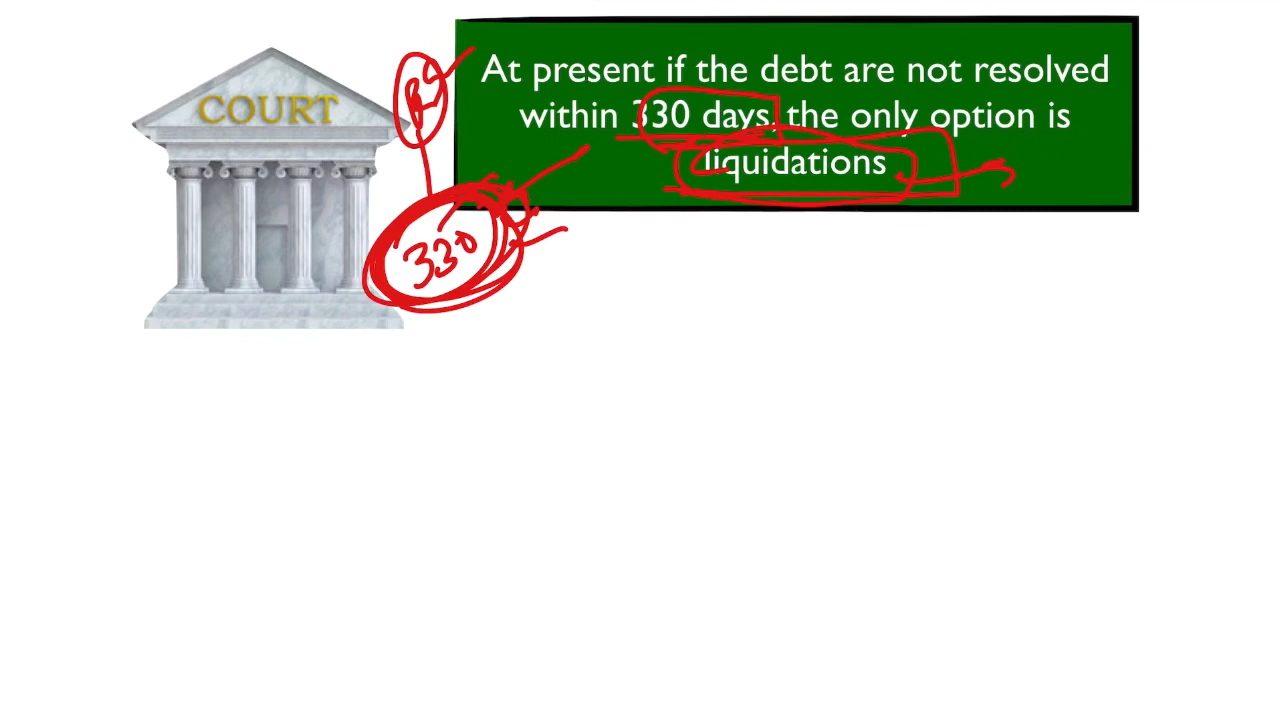 COURT
At present if the debt are not resolved
within 330 days, the only option is
liquidations
330